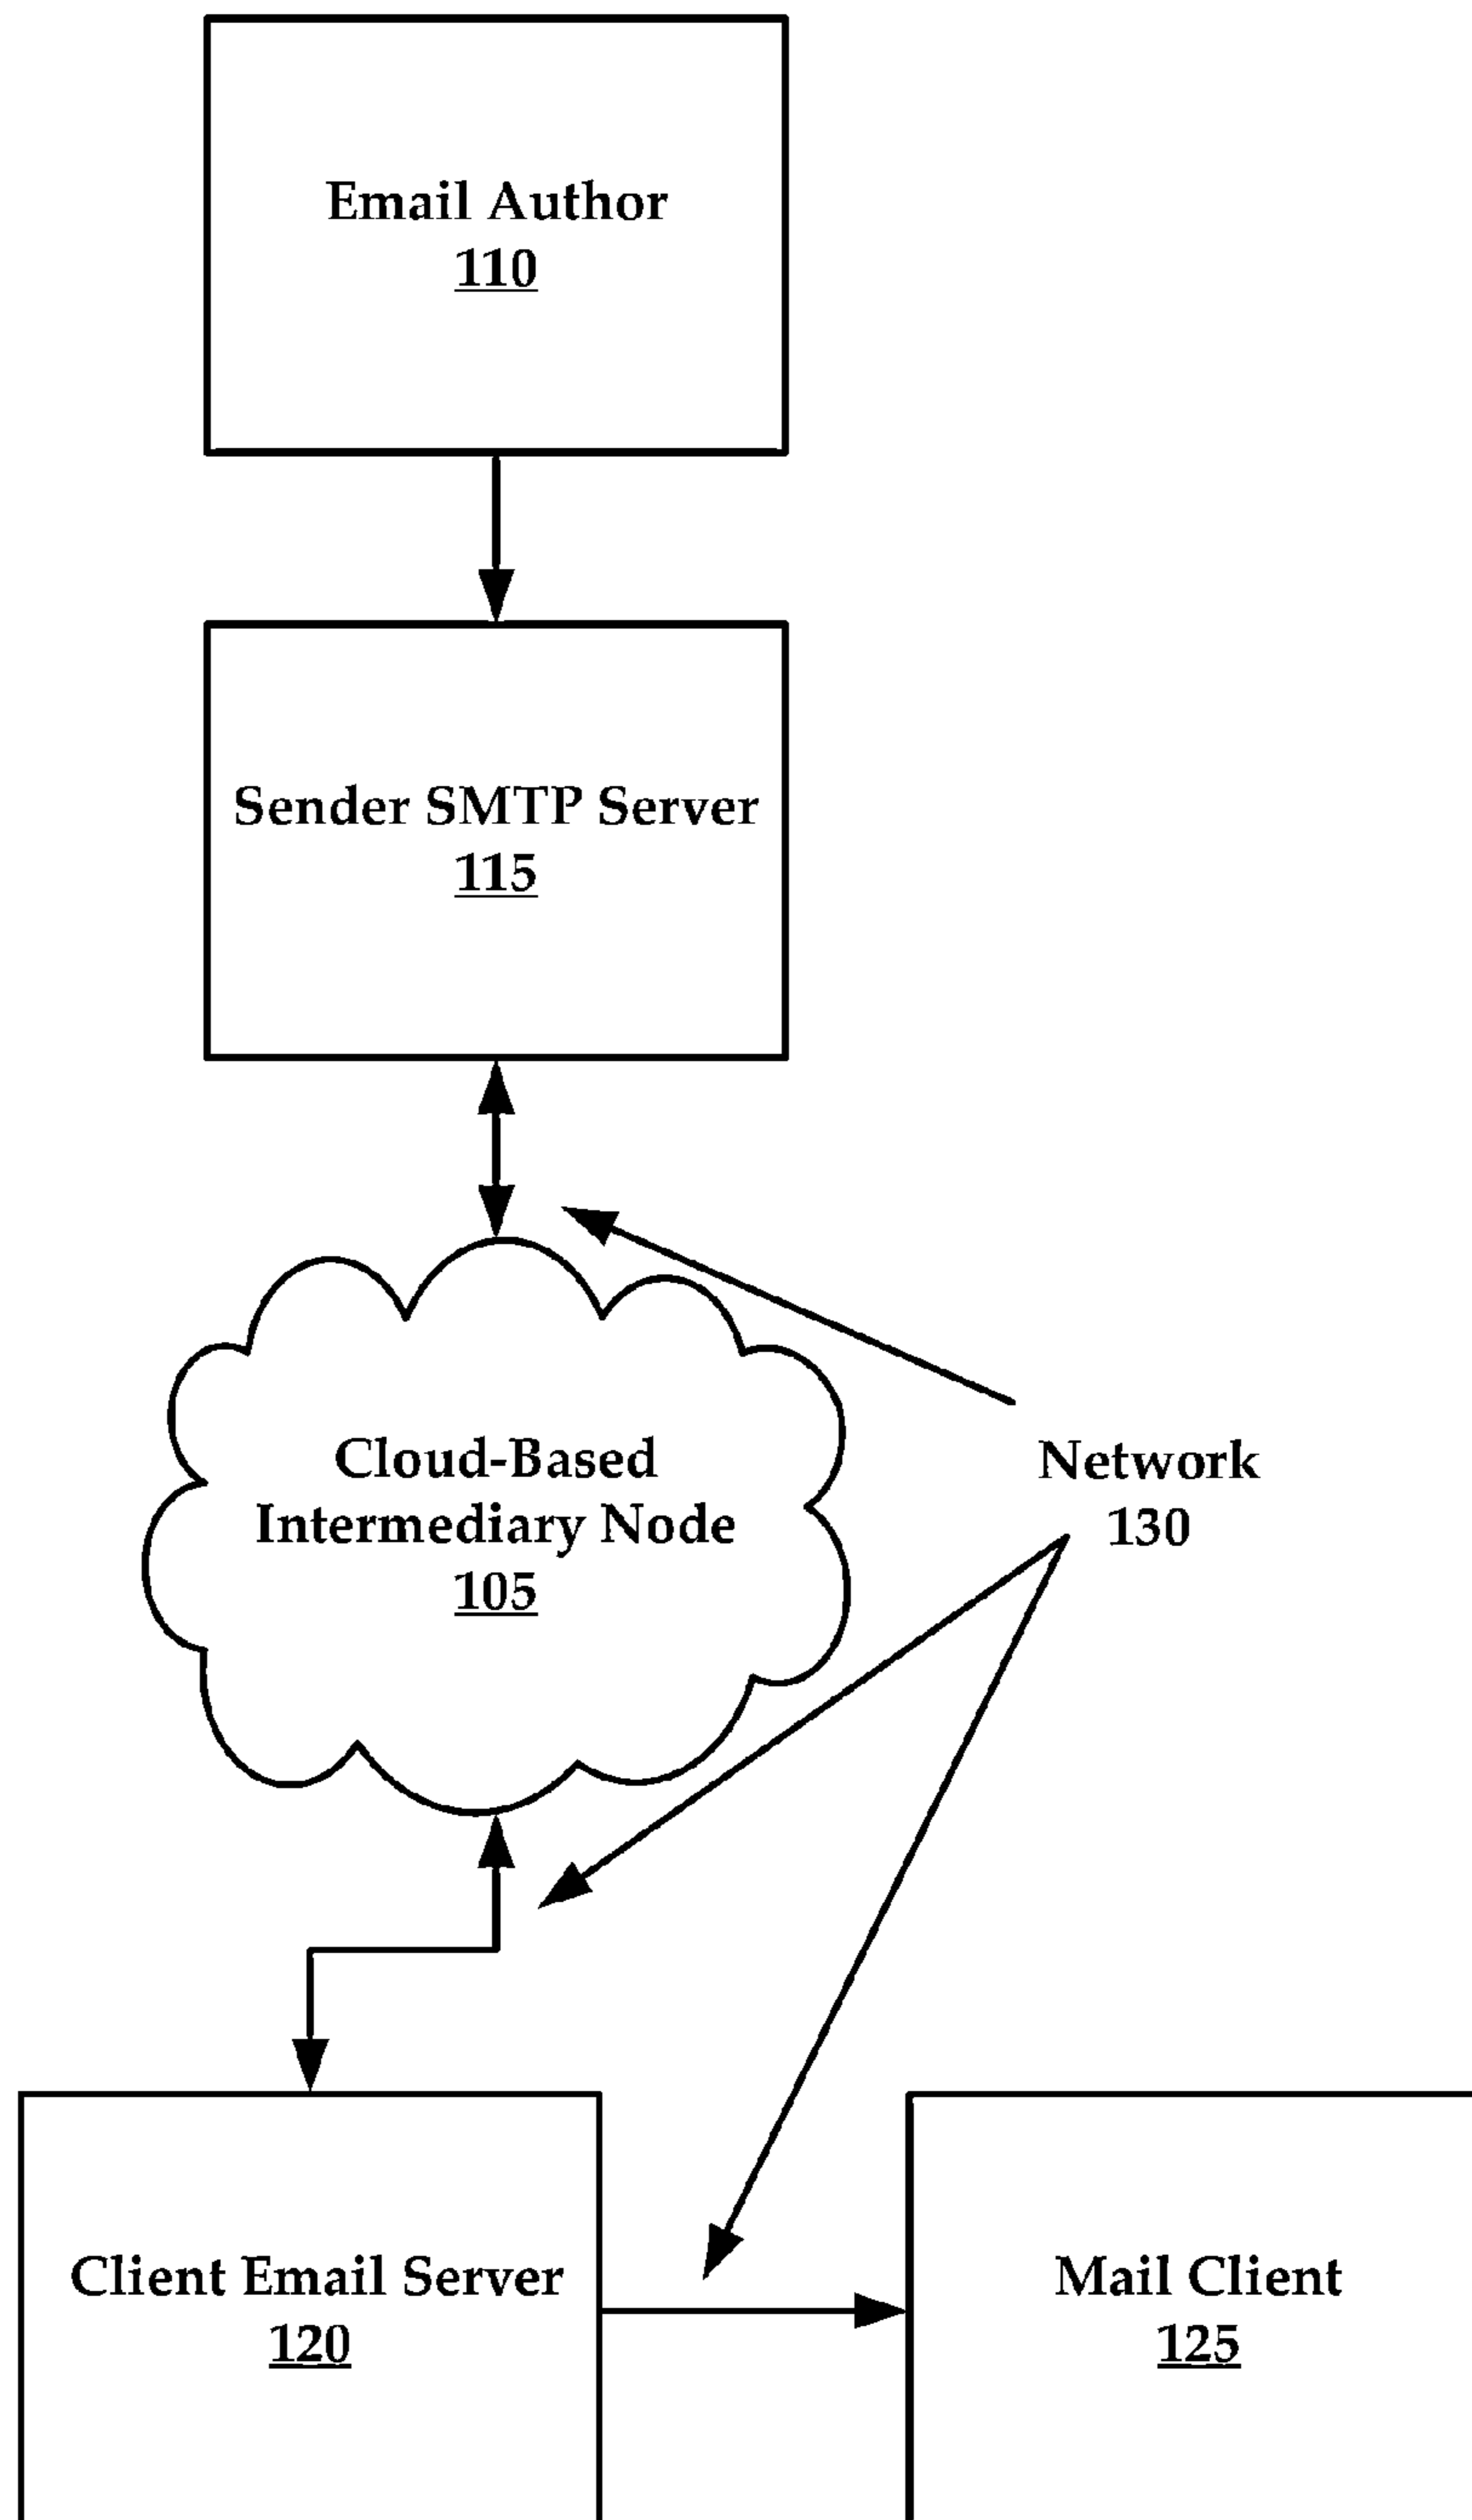 Email Author
110
Sender SMTP Server
115
Cloud-Based
Intermediary Node
105
Network
130
Client Email Server
120
Mail Client
125